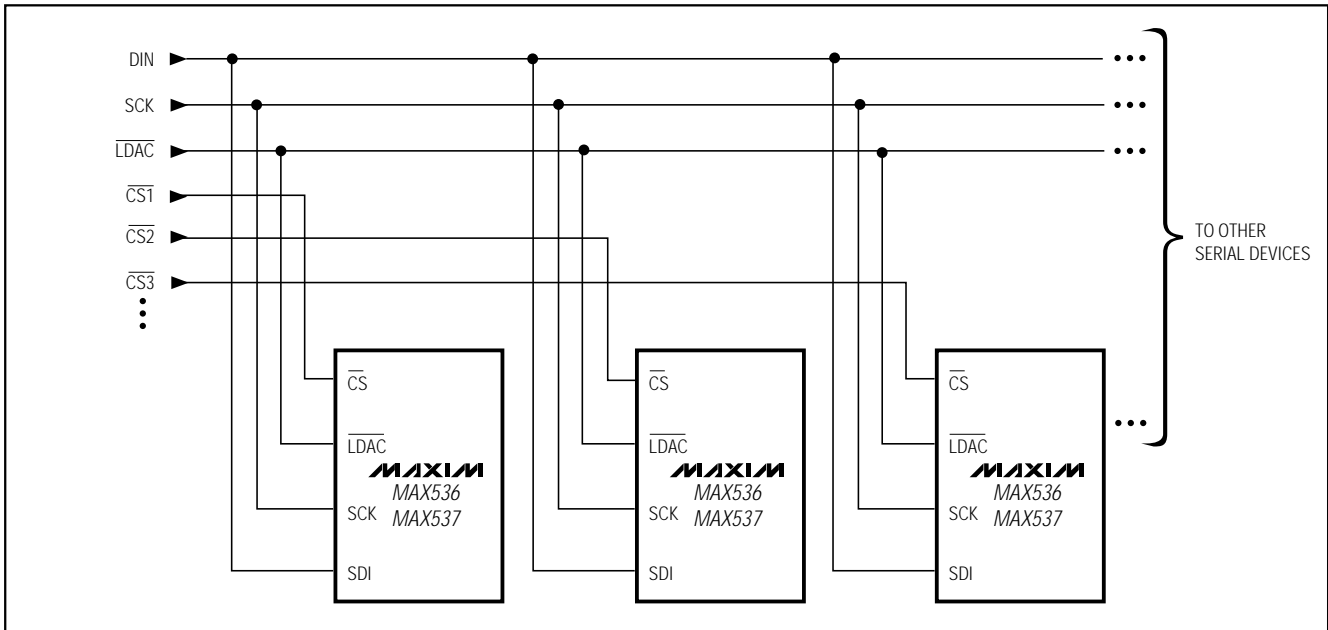 DIN
SCK
LDAC
CS1
CS2
CS3
TO OTHER
SERIAL DEVICES
CS
LDAC
MAXIM
MAX536
MAX537
SCK
SDI
CS
LDAC
MAXIM
MAX536
MAX537
SCK
SDI
CS
LDAC
MAXIM
MAX536
MAX537
SCK
SDI